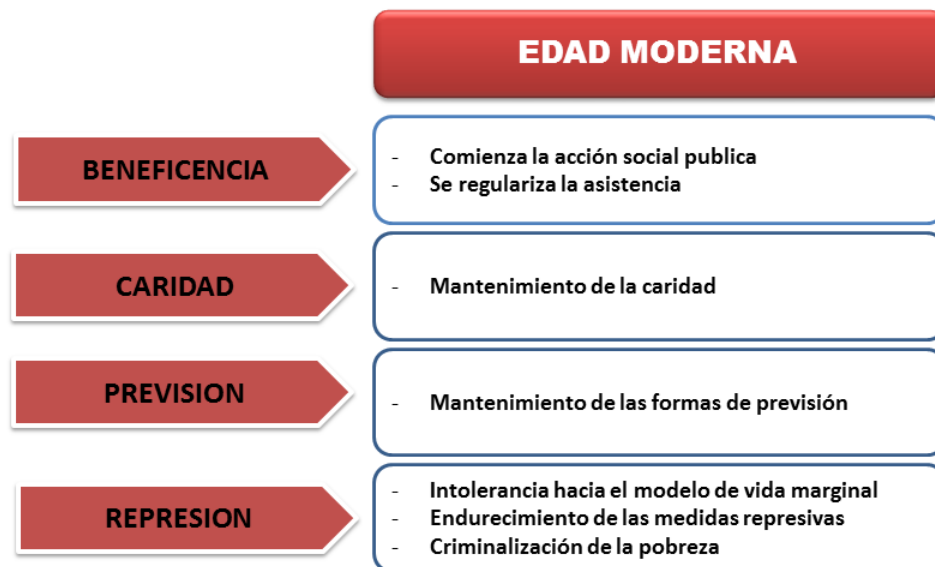 EDAD MODERNA
BENEFICENCIA
- Comienza la acción social publica
- Se regulariza la asistencia
CARIDAD
- Mantenimiento de la caridad
PREVISION
- Mantenimiento de las formas de previsión
REPRESION
- Intolerancia hacia el modelo de vida marginal
- Endurecimiento de las medidas represivas
- Criminalización de la pobreza